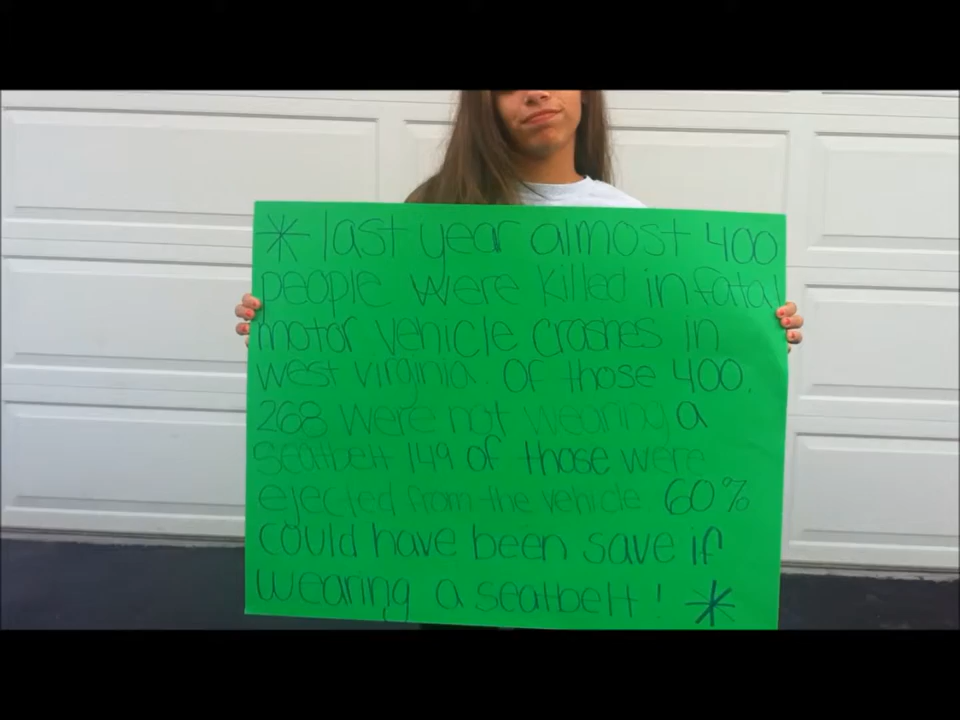 * last year almost 400
people were killed in fatal
motor vehicle crashes in
west virginia. Of those 400,
268 were not wearing a
seatbelt 149 of those were
ejected from the vehicle 60%
could have been save if
wearing a seatbelt! *